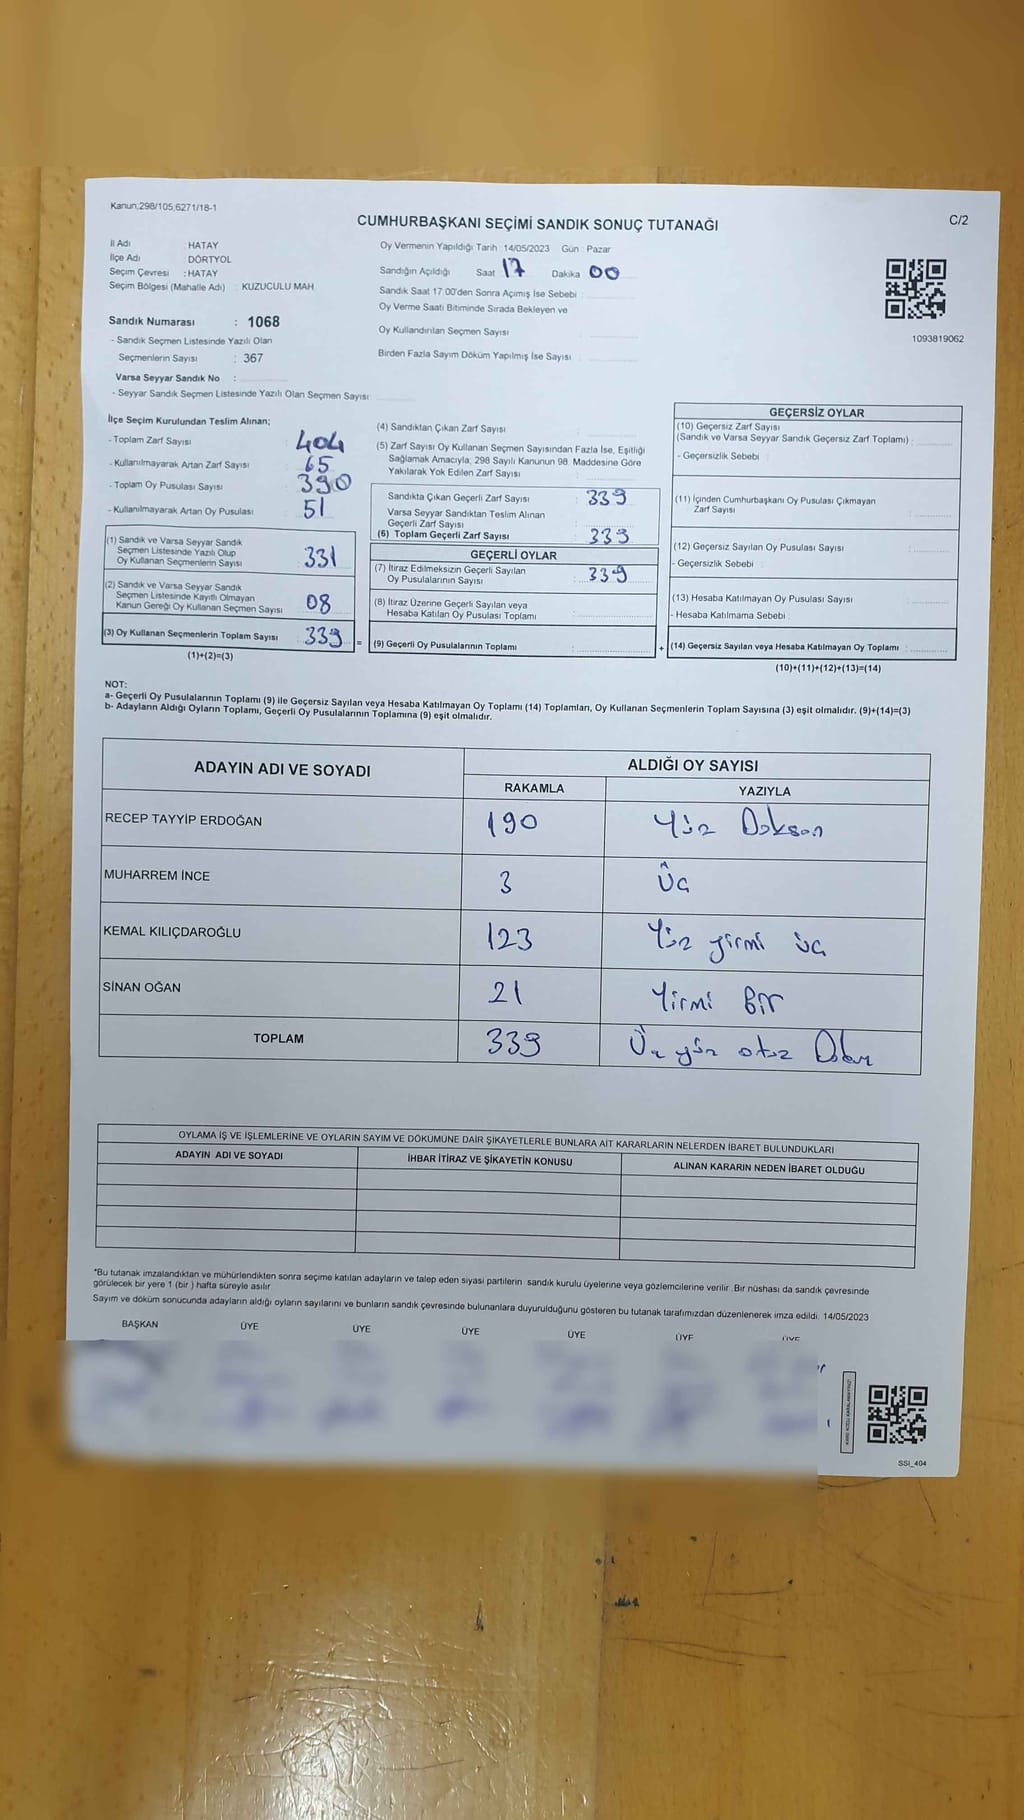 Kanun:298/105,6271/18-1
C/2
CUMHURBAŞKANI SEÇİMİ SANDIK SONUÇ TUTANAĞI
İl Adı : HATAY
İlçe Adı : DÖRTYOL
Seçim Çevresi : HATAY
Seçim Bölgesi (Mahalle Adı) : KUZUCULU MAH
Sandık Numarası : 1068
- Sandık Seçmen Listesinde Yazılı Olan
Seçmenlerin Sayısı : 367
Varsa Seyyar Sandık No :
- Seyyar Sandık Seçmen Listesinde Yazılı Olan Seçmen Sayısı:
Oy Vermenin Yapıldığı Tarih : 14/05/2023 Gün : Pazar
Sandığın Açıldığı Saat 17 Dakika 00
Sandık Saat 17:00'den Sonra Açımış İse Sebebi :
Oy Verme Saati Bitiminde Sırada Bekleyen ve
Oy Kullandırılan Seçmen Sayısı :
Birden Fazla Sayım Döküm Yapılmış İse Sayısı :
1093819062
İlçe Seçim Kurulundan Teslim Alınan;
- Toplam Zarf Sayısı : 404
- Kullanılmayarak Artan Zarf Sayısı : 65
- Toplam Oy Pusulası Sayısı : 390
- Kullanılmayarak Artan Oy Pusulası : 51
(1) Sandık ve Varsa Seyyar Sandık
Seçmen Listesinde Yazılı Olup
Oy Kullanan Seçmenlerin Sayısı : 331
(2) Sandık ve Varsa Seyyar Sandık
Seçmen Listesinde Kayıtlı Olmayan
Kanun Gereği Oy Kullanan Seçmen Sayısı : 08
(3) Oy Kullanan Seçmenlerin Toplam Sayısı : 339 =
(1)+(2)=(3)
(4) Sandıktan Çıkan Zarf Sayısı :
(5) Zarf Sayısı Oy Kullanan Seçmen Sayısından Fazla İse, Eşitliği
Sağlamak Amacıyla, 298 Sayılı Kanunun 98. Maddesine Göre
Yakılarak Yok Edilen Zarf Sayısı :
Sandıkta Çıkan Geçerli Zarf Sayısı : 339
Varsa Seyyar Sandıktan Teslim Alınan
Geçerli Zarf Sayısı :
(6) Toplam Geçerli Zarf Sayısı : 339
GEÇERLİ OYLAR
(7) İtiraz Edilmeksizin Geçerli Sayılan
Oy Pusulalarının Sayısı : 339
(8) İtiraz Üzerine Geçerli Sayılan veya
Hesaba Katılan Oy Pusulası Toplamı :
(9) Geçerli Oy Pusulalarının Toplamı : +
GEÇERSİZ OYLAR
(10) Geçersiz Zarf Sayısı
(Sandık ve Varsa Seyyar Sandık Geçersiz Zarf Toplamı) :
- Geçersizlik Sebebi :
(11) İçinden Cumhurbaşkanı Oy Pusulası Çıkmayan
Zarf Sayısı :
(12) Geçersiz Sayılan Oy Pusulası Sayısı :
- Geçersizlik Sebebi :
(13) Hesaba Katılmayan Oy Pusulası Sayısı :
- Hesaba Katılmama Sebebi :
(14) Geçersiz Sayılan veya Hesaba Katılmayan Oy Toplamı :
(10)+(11)+(12)+(13)=(14)
NOT:
a- Geçerli Oy Pusulalarının Toplamı (9) ile Geçersiz Sayılan veya Hesaba Katılmayan Oy Toplamı (14) Toplamları, Oy Kullanan Seçmenlerin Toplam Sayısına (3) eşit olmalıdır. (9)+(14)=(3)
b- Adayların Aldığı Oyların Toplamı, Geçerli Oy Pusulalarının Toplamına (9) eşit olmalıdır.
ADAYIN ADI VE SOYADI ALDIĞI OY SAYISI
RAKAMLA YAZIYLA
RECEP TAYYİP ERDOĞAN 190 Yüz Doksan
MUHARREM İNCE 3 Üç
KEMAL KILIÇDAROĞLU 123 Yüz yirmi üç
SİNAN OĞAN 21 Yirmi Bir
TOPLAM 339 Üç yüz otuz Dokuz
OYLAMA İŞ VE İŞLEMLERİNE VE OYLARIN SAYIM VE DÖKÜMÜNE DAİR ŞİKAYETLERLE BUNLARA AİT KARARLARIN NELERDEN İBARET BULUNDUKLARI
ADAYIN ADI VE SOYADI İHBAR İTİRAZ VE ŞİKAYETİN KONUSU ALINAN KARARIN NEDEN İBARET OLDUĞU
*Bu tutanak imzalandıktan ve mühürlendikten sonra seçime katılan adayların ve talep eden siyasi partilerin sandık kurulu üyelerine veya gözlemcilerine verilir. Bir nüshası da sandık çevresinde
görülecek bir yere 1 (bir ) hafta süreyle asılır.
Sayım ve döküm sonucunda adayların aldığı oyların sayılarını ve bunların sandık çevresinde bulunanlara duyurulduğunu gösteren bu tutanak tarafımızdan düzenlenerek imza edildi. 14/05/2023
BAŞKAN ÜYE ÜYE ÜYE ÜYE ÜYE ÜYE
SSI_404